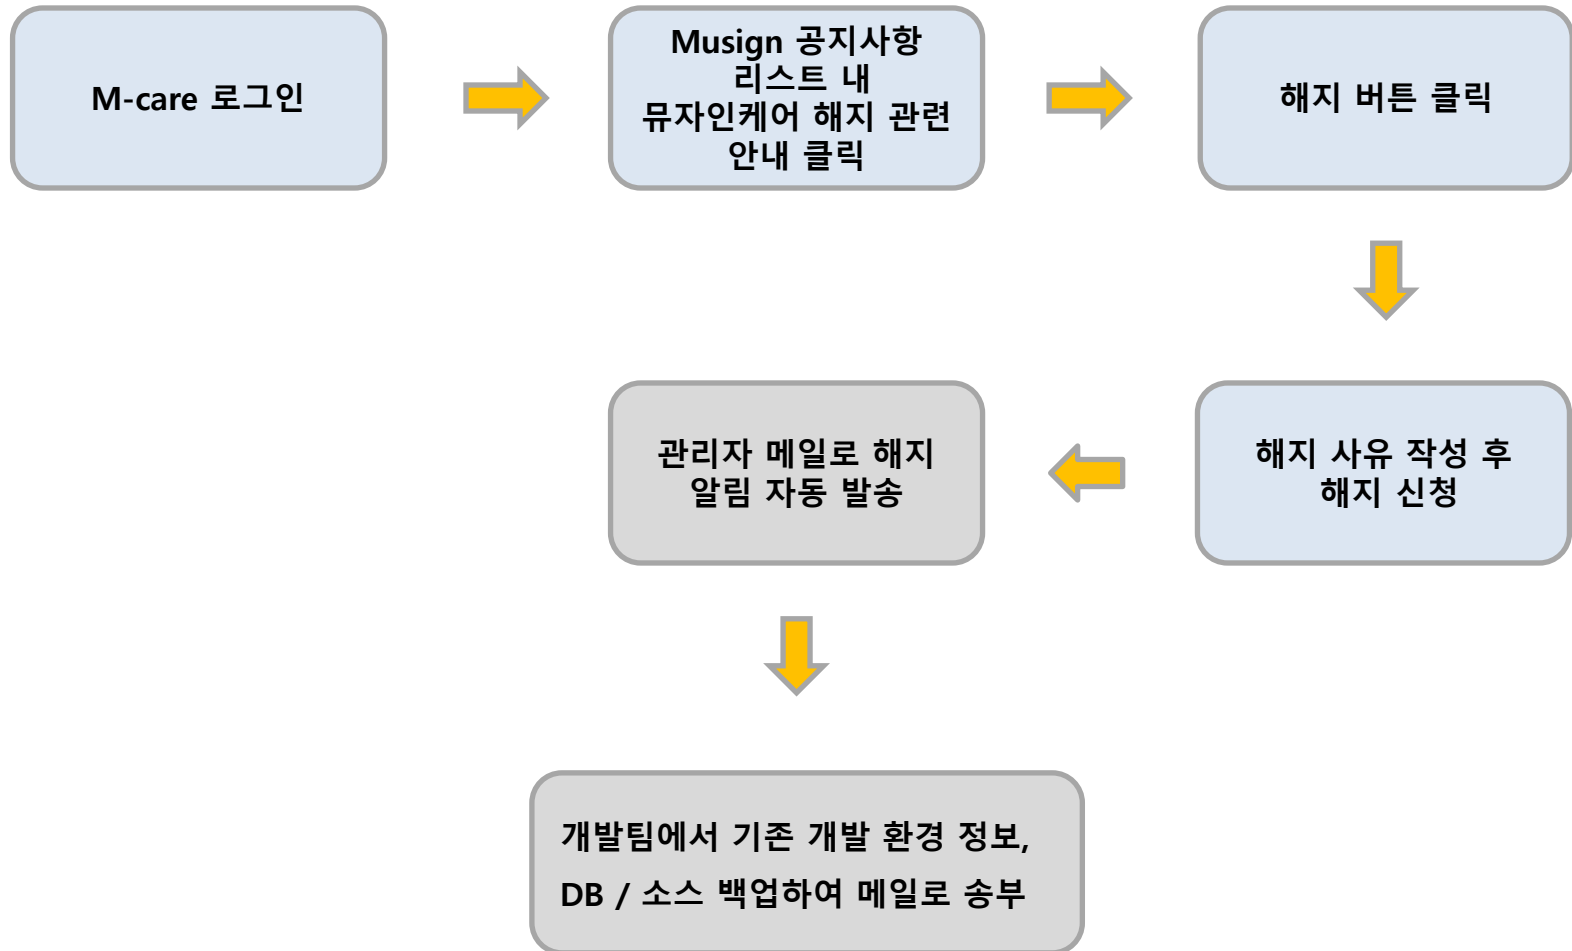 M-care 로그인
Musign 공지사항
리스트 내
뮤자인케어 해지 관련
안내 클릭
해지 버튼 클릭
해지 사유 작성 후
해지 신청
관리자 메일로 해지
알림 자동 발송
개발팀에서 기존 개발 환경 정보,
DB / 소스 백업하여 메일로 송부